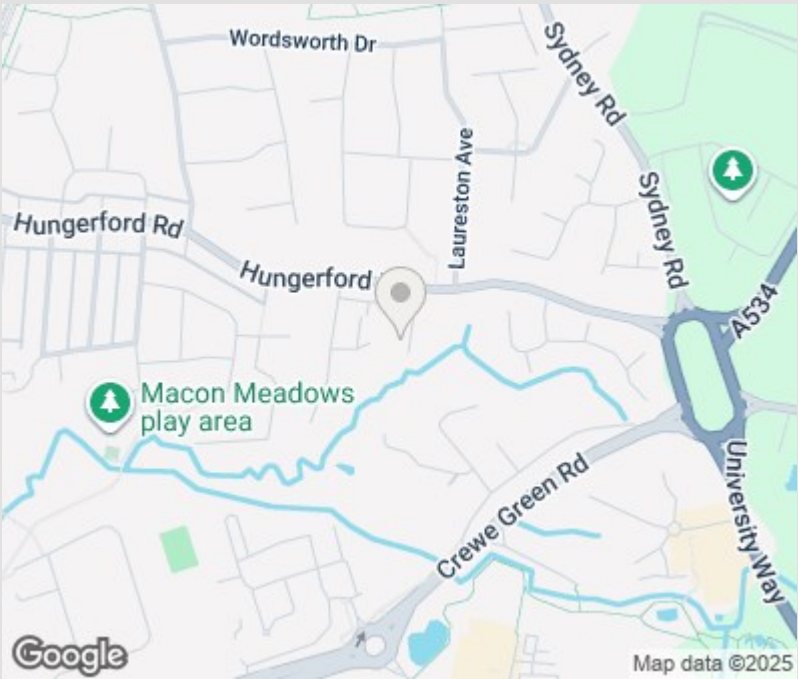 Wordsworth Dr
Sydney Rd
Laureston Ave
Sydney Rd
Hungerford Rd
Hungerford
A534
Macon Meadows
play area
Crewe Green Rd
University Way
Google
Map data ©2025